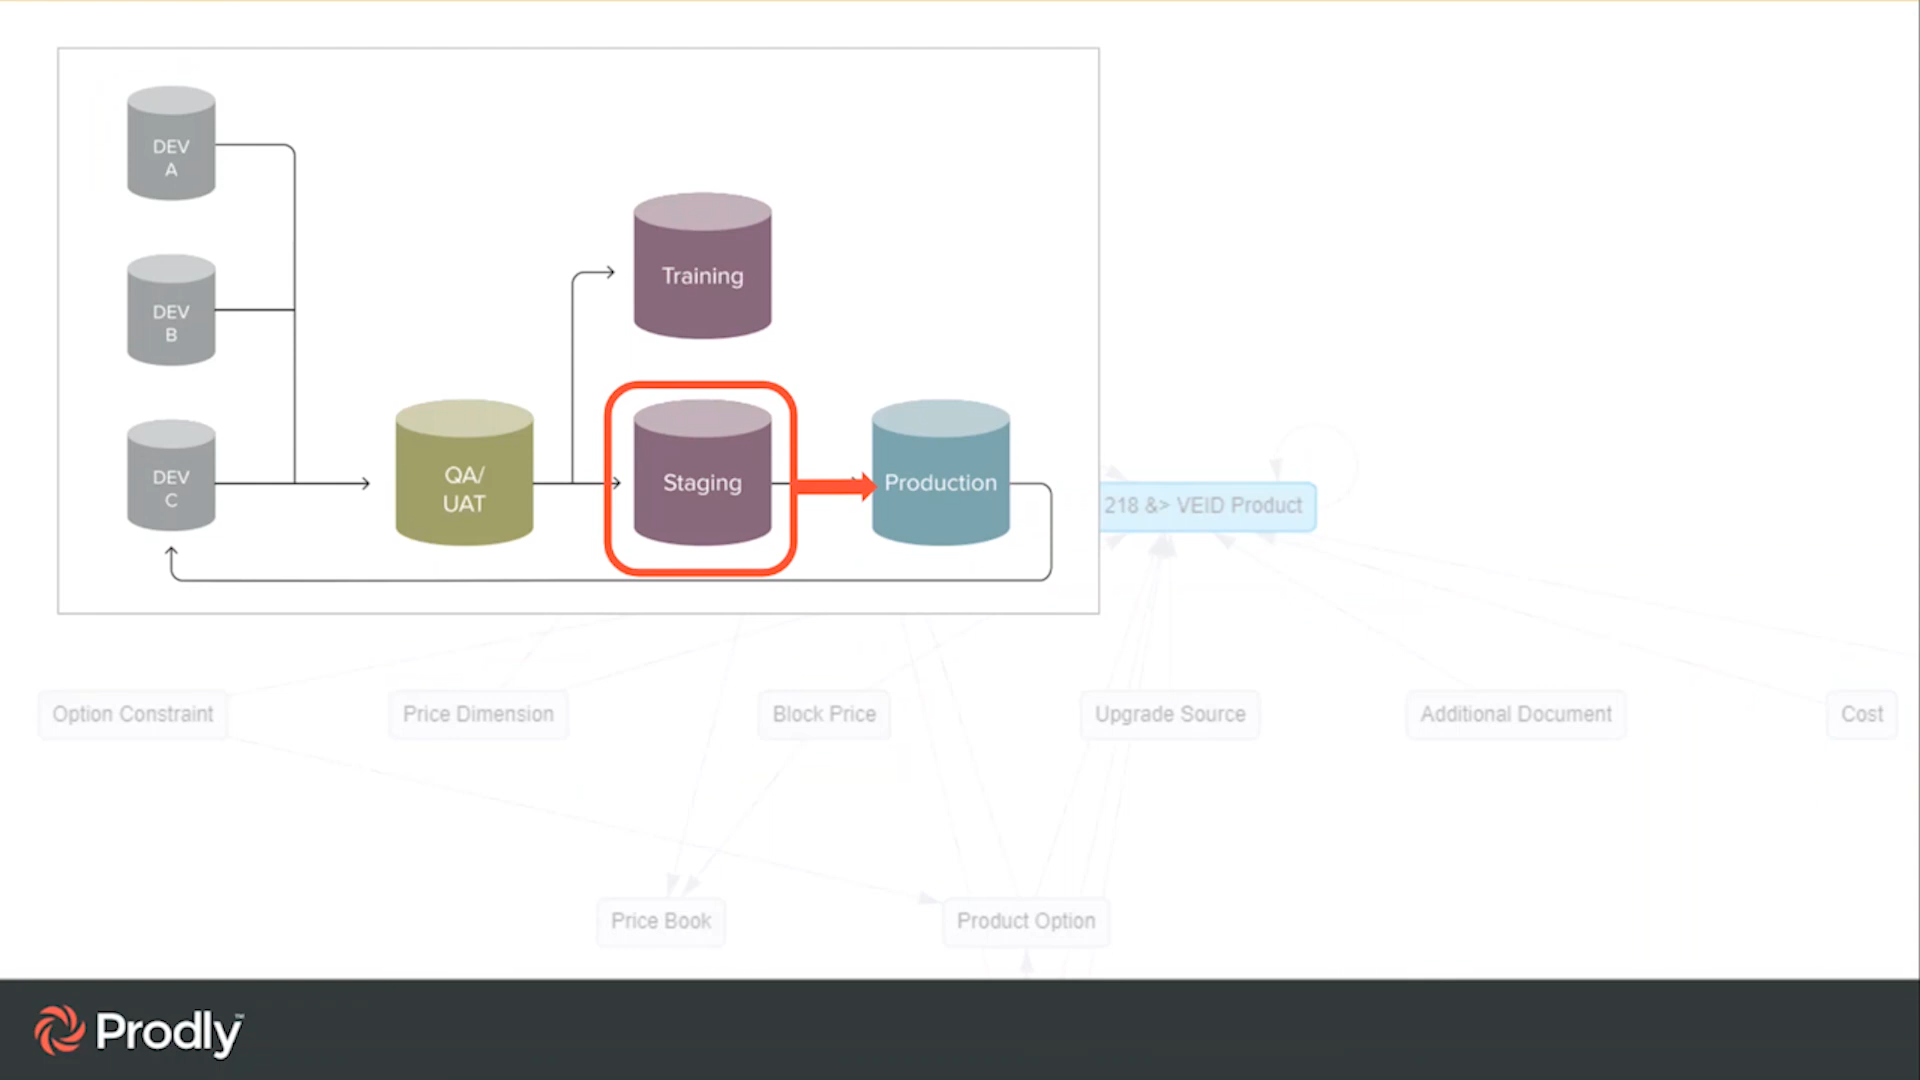 DEV
A
DEV
B
DEV
C
QA/
UAT
Training
Staging
Production
218 &> VEID Product
Option Constraint
Price Dimension
Block Price
Upgrade Source
Additional Document
Cost
Price Book
Product Option
Prodly™